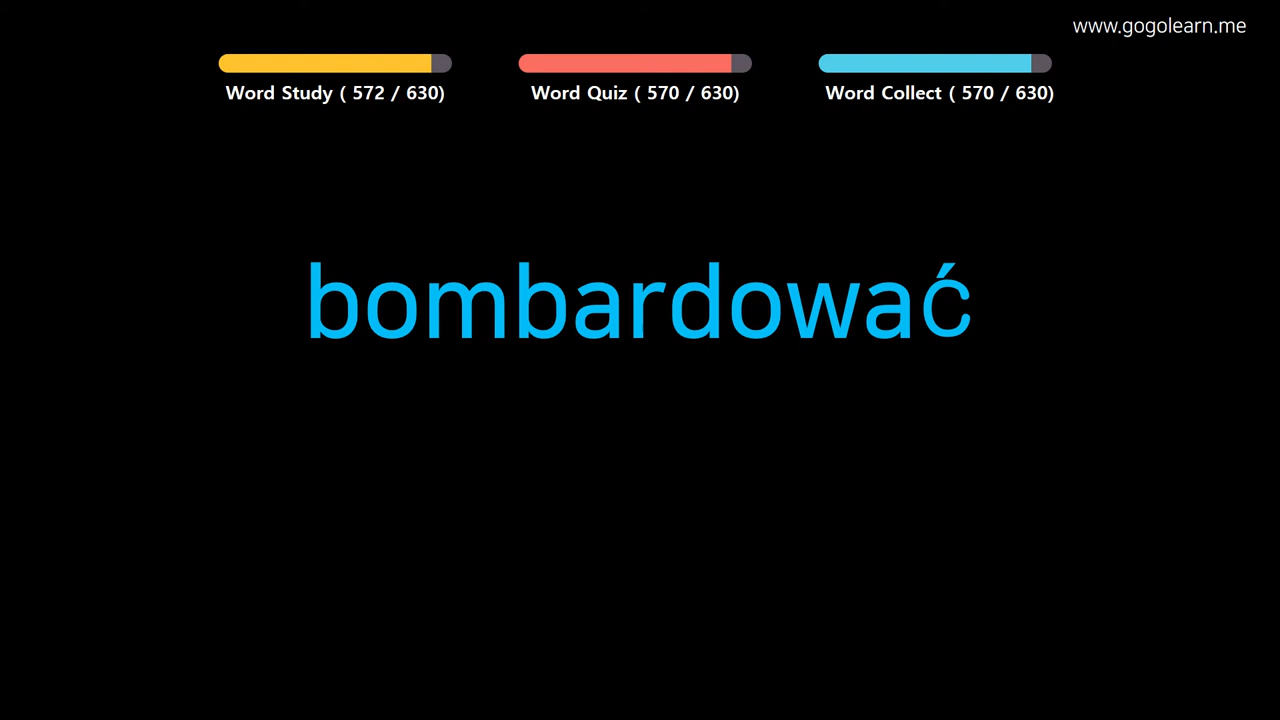 www.gogolearn.me
Word Study ( 572 / 630)
Word Quiz ( 570 / 630)
Word Collect ( 570 / 630)
bombardować